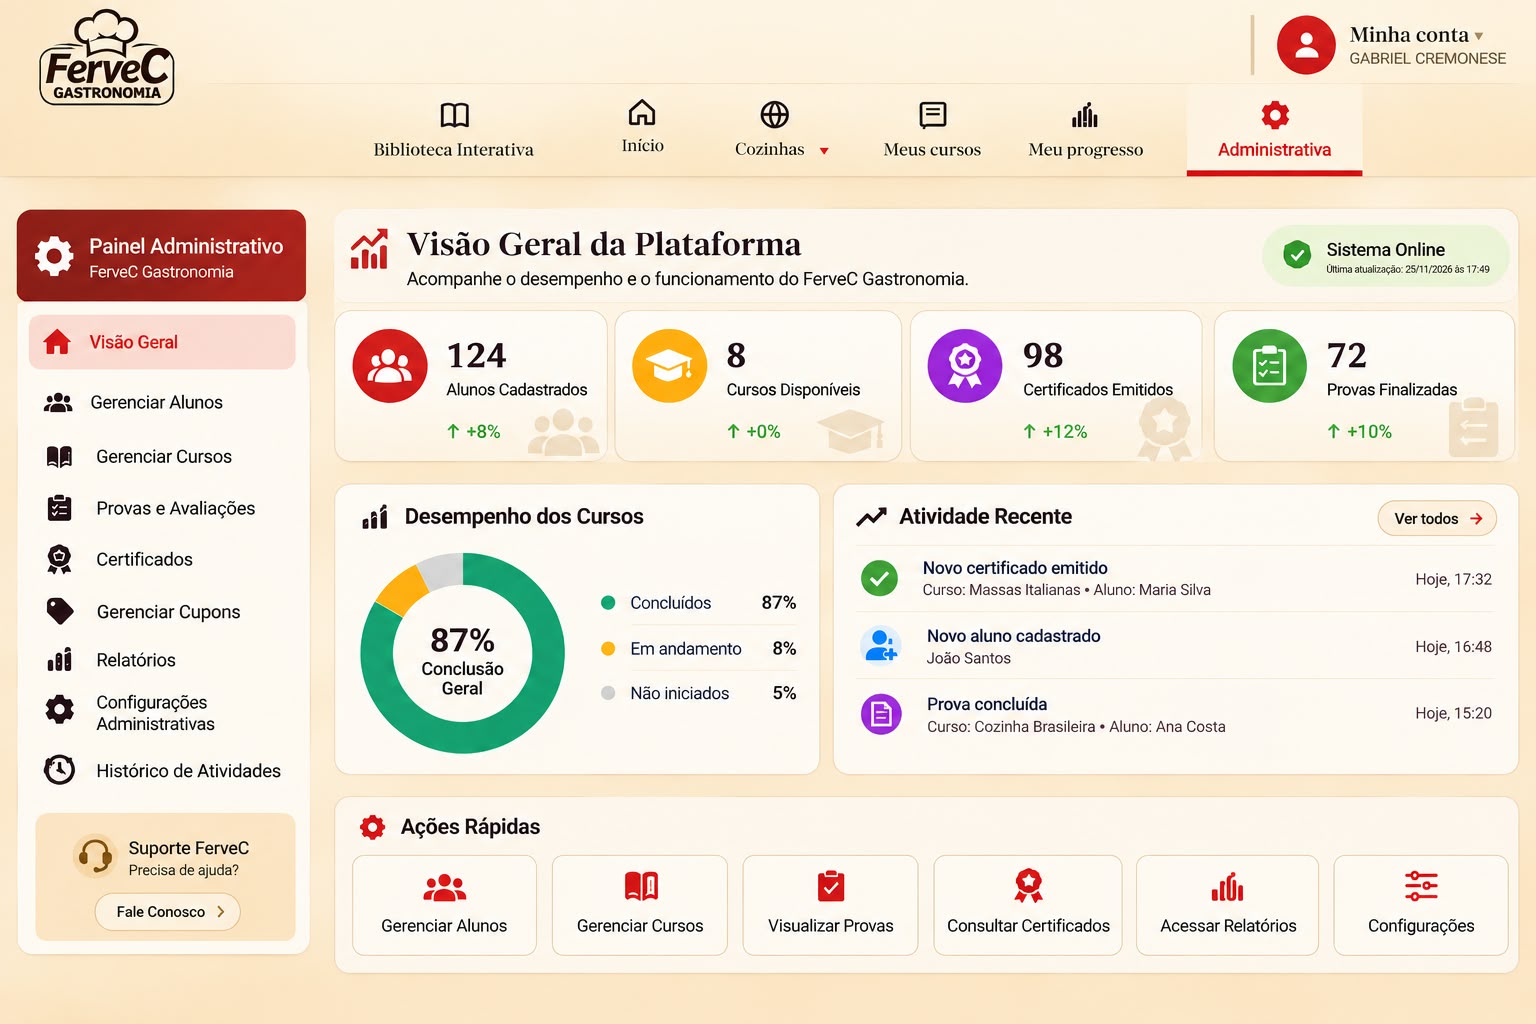 FerveC
GASTRONOMIA
Minha conta
GABRIEL CREMONESE
Biblioteca Interativa
Início
Cozinhas
Meus cursos
Meu progresso
Administrativa
Painel Administrativo
FerveC Gastronomia
Visão Geral
Gerenciar Alunos
Gerenciar Cursos
Provas e Avaliações
Certificados
Gerenciar Cupons
Relatórios
Configurações
Administrativas
Histórico de Atividades
Suporte FerveC
Precisa de ajuda?
Fale Conosco
Visão Geral da Plataforma
Acompanhe o desempenho e o funcionamento do FerveC Gastronomia.
Sistema Online
Última atualização: 25/11/2026 às 17:49
124
Alunos Cadastrados
↑ +8%
8
Cursos Disponíveis
↑ +0%
98
Certificados Emitidos
↑ +12%
72
Provas Finalizadas
↑ +10%
Desempenho dos Cursos
87%
Conclusão
Geral
Concluídos 87%
Em andamento 8%
Não iniciados 5%
Atividade Recente
Ver todos →
Novo certificado emitido
Curso: Massas Italianas • Aluno: Maria Silva
Hoje, 17:32
Novo aluno cadastrado
João Santos
Hoje, 16:48
Prova concluída
Curso: Cozinha Brasileira • Aluno: Ana Costa
Hoje, 15:20
Ações Rápidas
Gerenciar Alunos
Gerenciar Cursos
Visualizar Provas
Consultar Certificados
Acessar Relatórios
Configurações